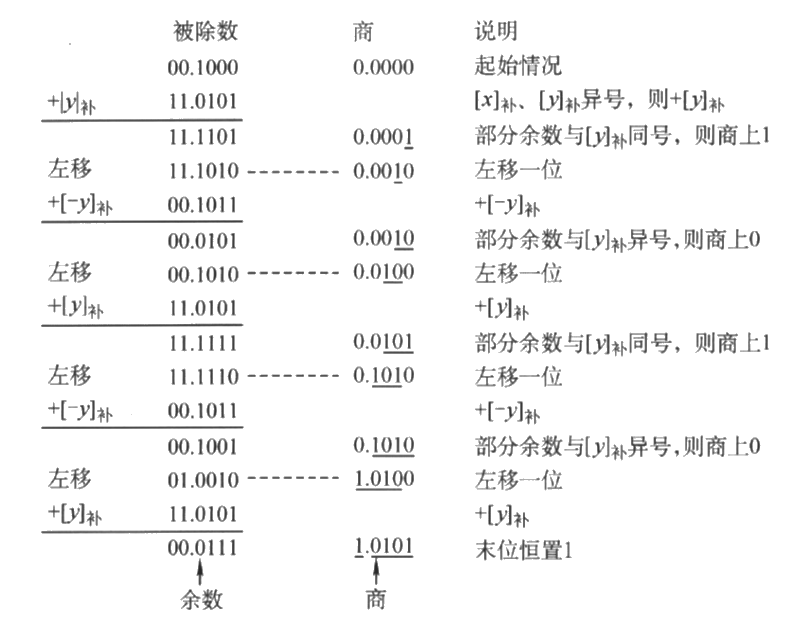 被除数 商 说明
00.1000 0.0000 起始情况
+|y|补 11.0101 [x]补、[y]补异号，则+[y]补
11.1101 0.0001 部分余数与[y]补同号，则商上1
左移 11.1010 -------- 0.0010 左移一位
+[-y]补 00.1011 +[-y]补
00.0101 0.0010 部分余数与[y]补异号,则商上0
左移 00.1010 -------- 0.0100 左移一位
+[y]补 11.0101 +[y]补
11.1111 0.0101 部分余数与[y]补同号，则商上1
左移 11.1110 -------- 0.1010 左移一位
+[-y]补 00.1011 +[-y]补
00.1001 0.1010 部分余数与[y]补异号,则商上0
左移 01.0010 -------- 1.0100 左移一位
+[y]补 11.0101 +[y]补
00.0111 1.0101 末位恒置1
余数 商